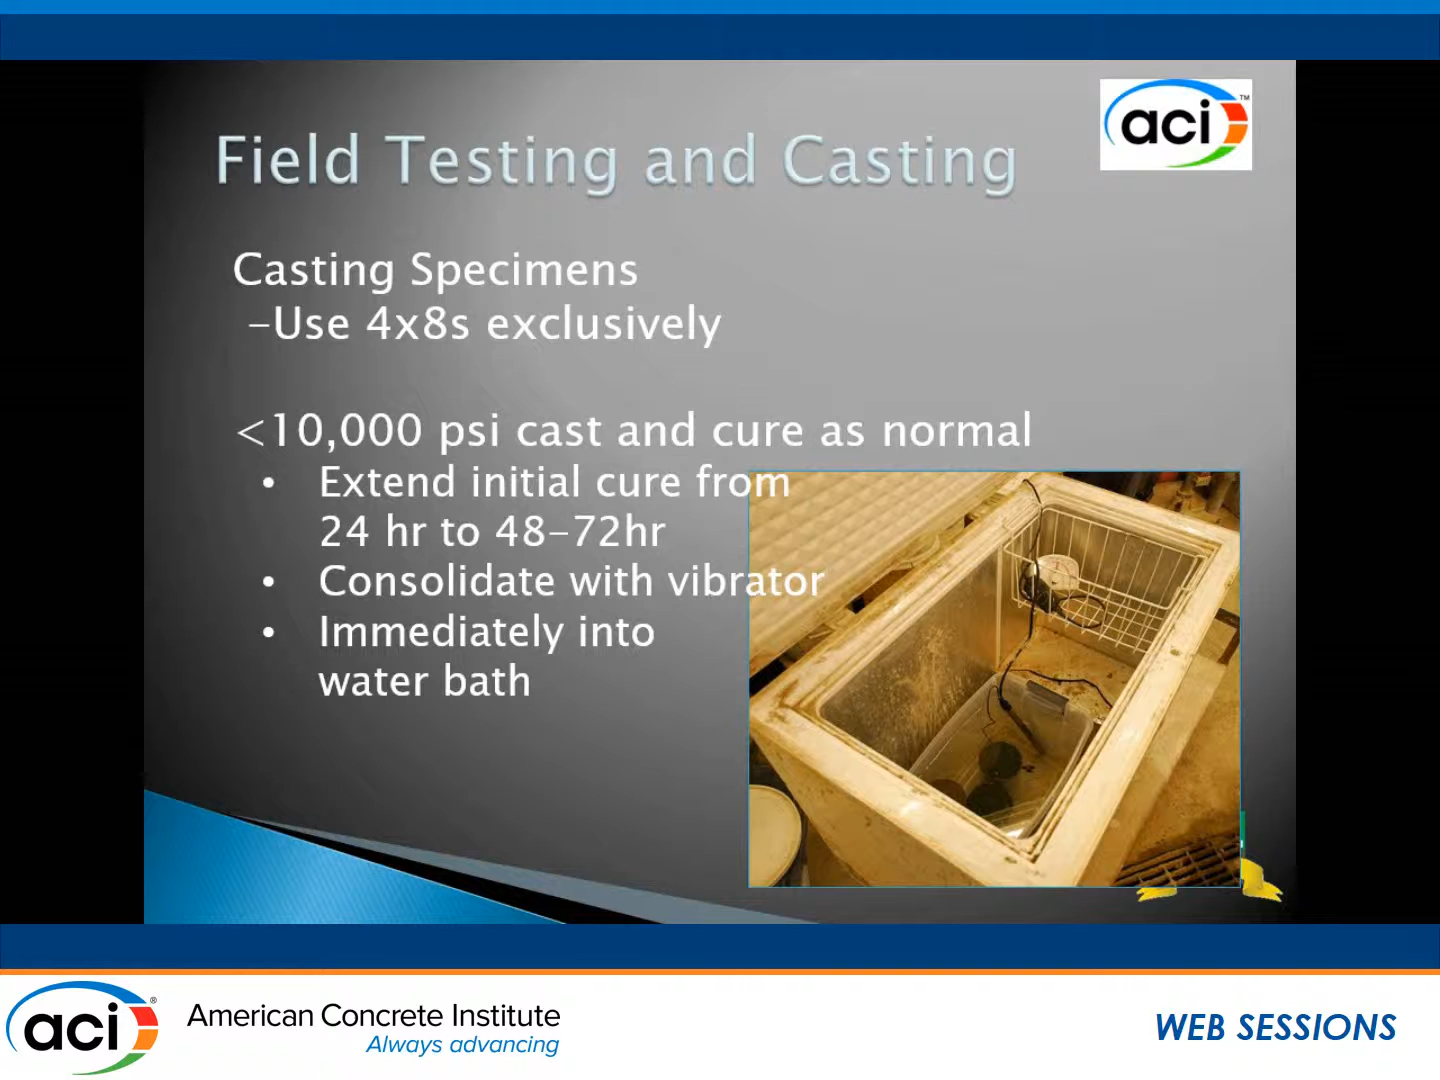 aci™
Field Testing and Casting
Casting Specimens
-Use 4x8s exclusively
<10,000 psi cast and cure as normal
• Extend initial cure from
24 hr to 48-72hr
• Consolidate with vibrator
• Immediately into
water bath
aci®
American Concrete Institute
Always advancing
WEB SESSIONS